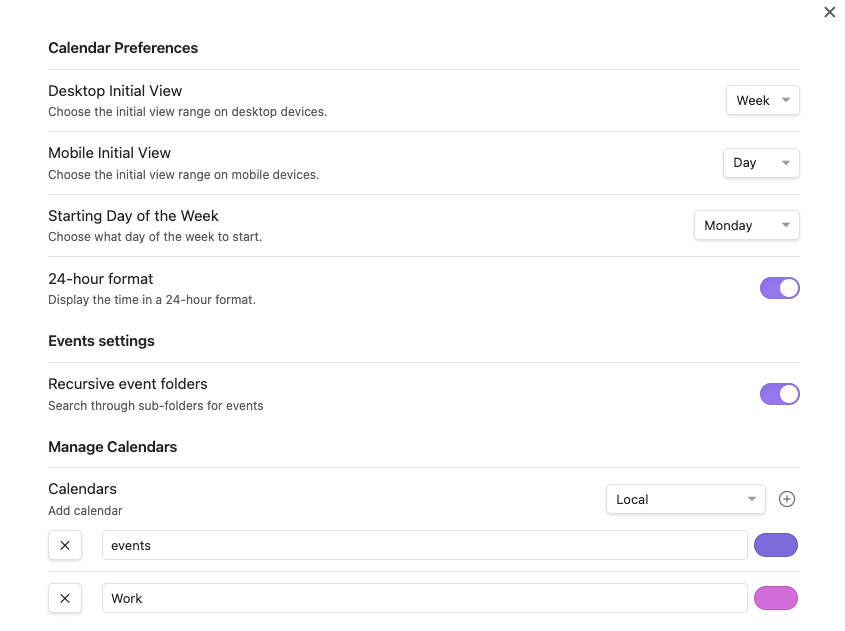 Calendar Preferences
Desktop Initial View
Choose the initial view range on desktop devices.
Week
Mobile Initial View
Choose the initial view range on mobile devices.
Day
Starting Day of the Week
Choose what day of the week to start.
Monday
24-hour format
Display the time in a 24-hour format.
Events settings
Recursive event folders
Search through sub-folders for events
Manage Calendars
Calendars
Add calendar
Local
events
Work